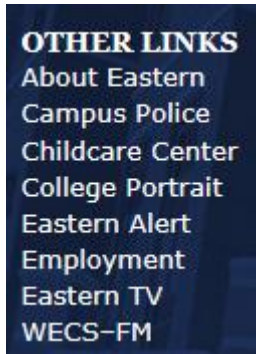 OTHER LINKS
About Eastern
Campus Police
Childcare Center
College Portrait
Eastern Alert
Employment
Eastern TV
WECS–FM